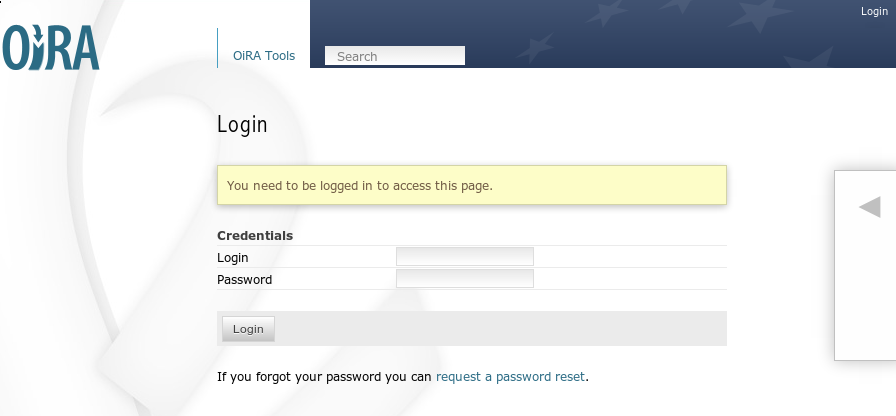 OiRA
OiRA Tools
Search
Login
Login
You need to be logged in to access this page.
Credentials
Login
Password
Login
If you forgot your password you can request a password reset.